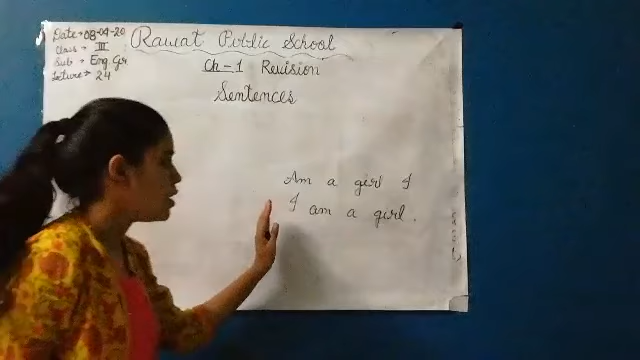 Date → 08-09-20
Class → III
Sub → Eng Gr
Lecture → 24
Rawat Public School
Ch - 1 Revision
Sentences
Am a girl I
I am a girl.